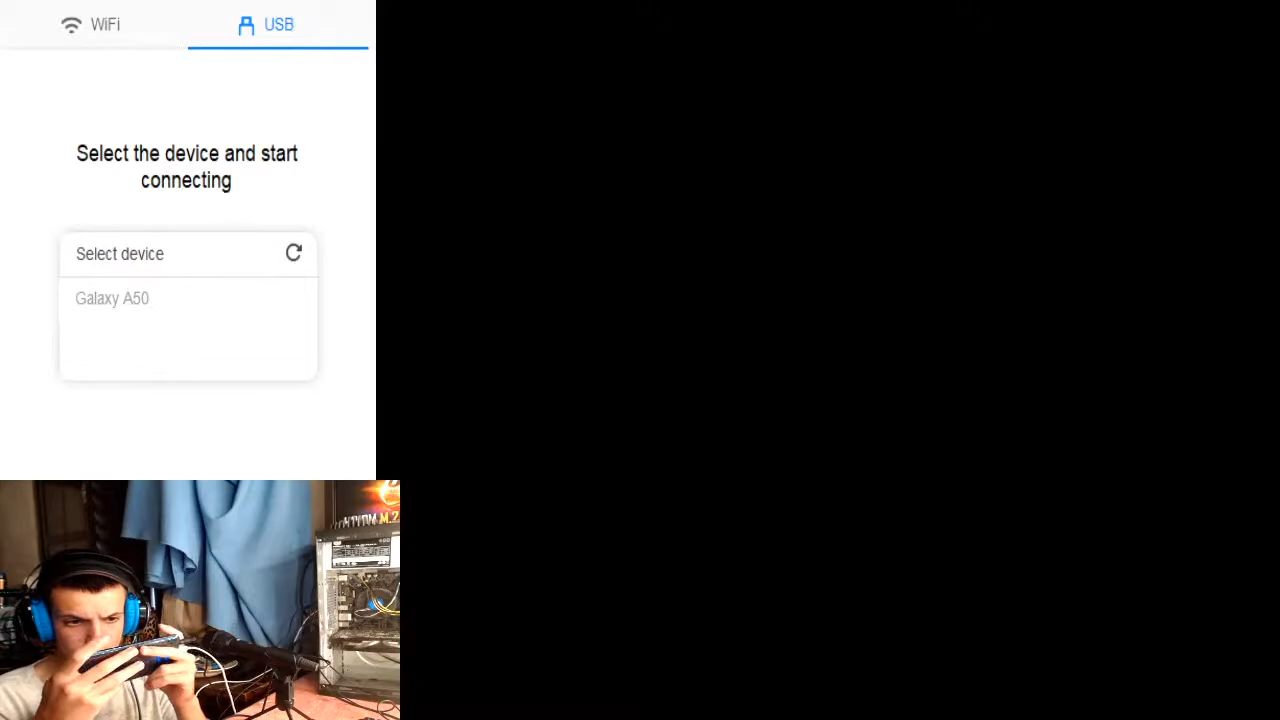 WiFi
USB
Select the device and start
connecting
Select device
Galaxy A50